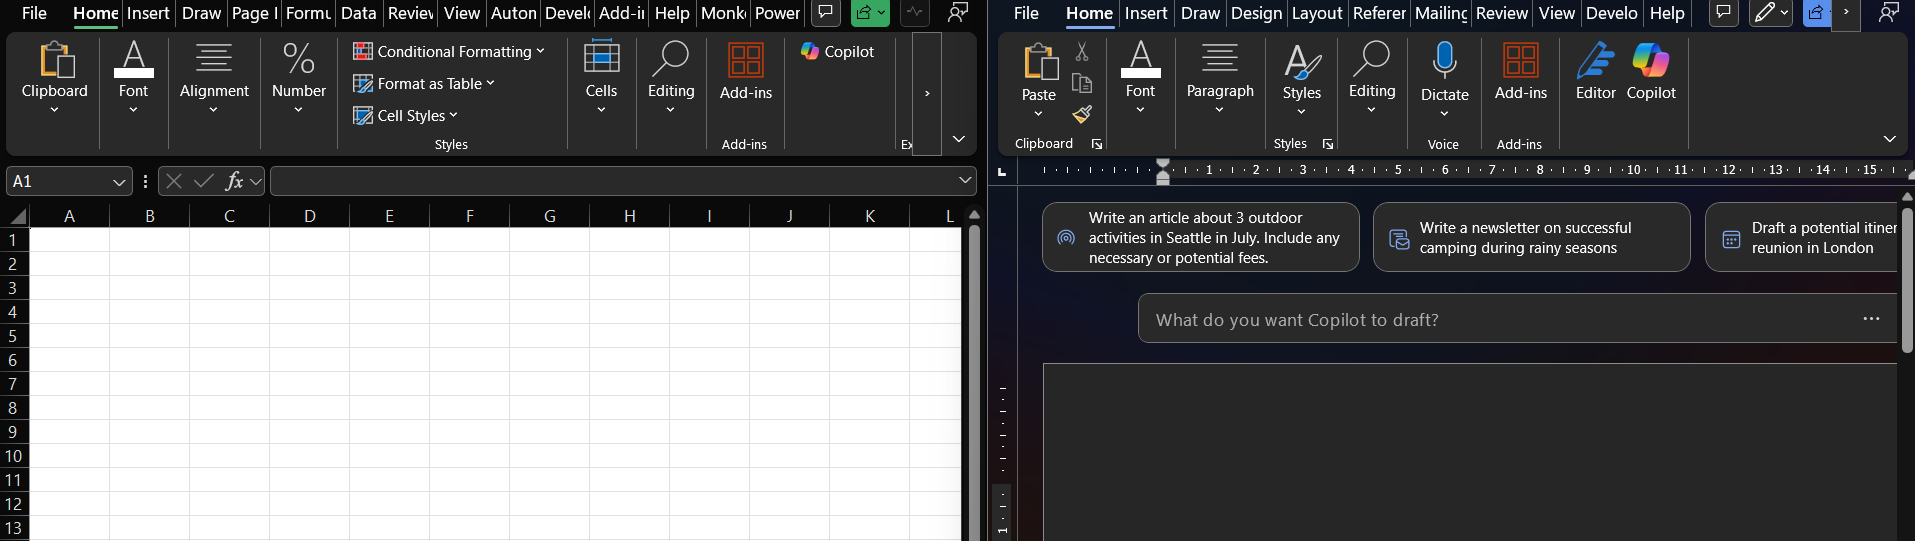 File Home Insert Draw Page Formu Data Review View Autom Develo Add-in Help Monke Power
Clipboard
Font
Alignment
Number
Conditional Formatting
Format as Table
Cell Styles
Styles
Cells
Editing
Add-ins
Add-ins
Copilot
A1
fx
A B C D E F G H I J K L
1
2
3
4
5
6
7
8
9
10
11
12
13
File Home Insert Draw Design Layout Referer Mailing Review View Develo Help
Paste
Clipboard
Font
Paragraph
Styles
Styles
Editing
Dictate
Voice
Add-ins
Add-ins
Editor
Copilot
1 2 3 4 5 6 7 8 9 10 11 12 13 14 15
Write an article about 3 outdoor
activities in Seattle in July. Include any
necessary or potential fees.
Write a newsletter on successful
camping during rainy seasons
Draft a potential itiner
reunion in London
What do you want Copilot to draft?
1